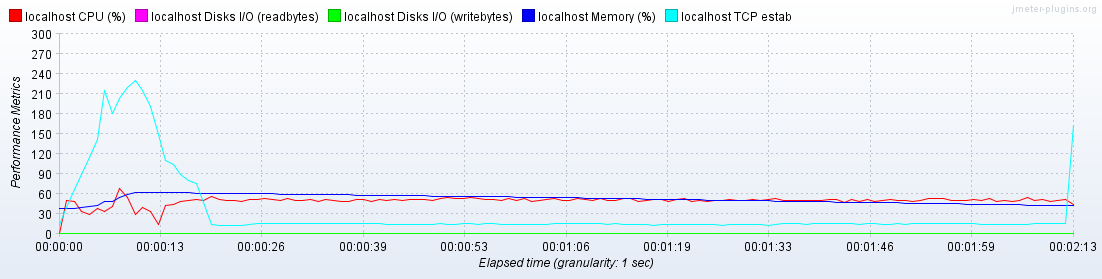 localhost CPU (%) localhost Disks I/O (readbytes) localhost Disks I/O (writebytes) localhost Memory (%) localhost TCP estab
jmeter-plugins.org
300
270
240
210
180
150
120
90
60
30
0
Performance Metrics
00:00:00 00:00:13 00:00:26 00:00:39 00:00:53 00:01:06 00:01:19 00:01:33 00:01:46 00:01:59 00:02:13
Elapsed time (granularity: 1 sec)